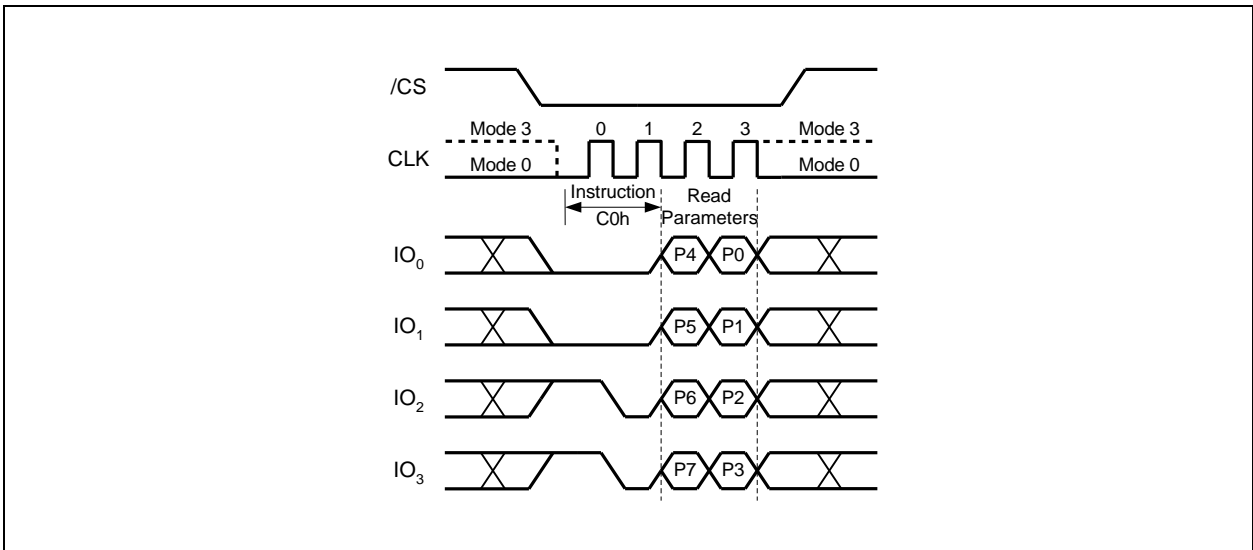 /CS
Mode 3 0 1 2 3 Mode 3
CLK
Mode 0 Mode 0
Instruction Read
C0h Parameters
IO0 P4 P0
IO1 P5 P1
IO2 P6 P2
IO3 P7 P3